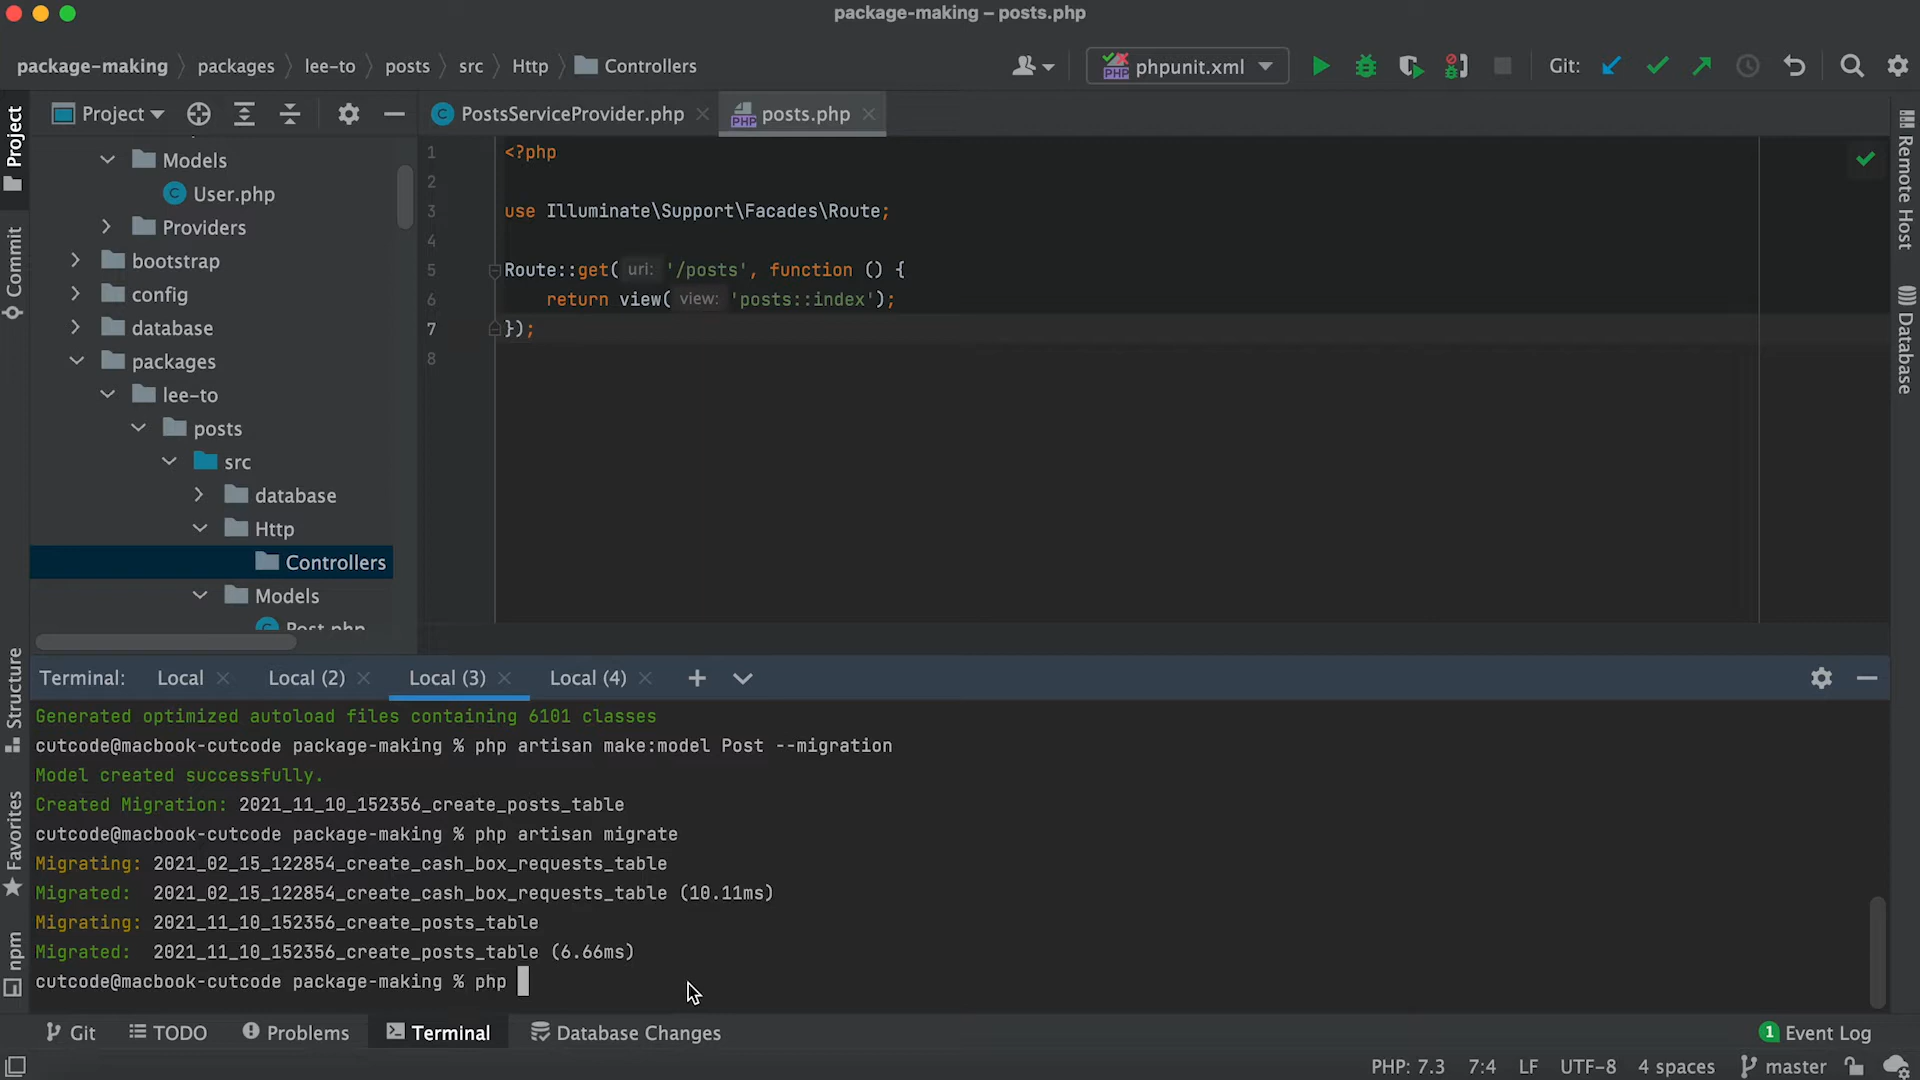 package-making – posts.php
package-making packages lee-to posts src Http Controllers
phpunit.xml
Git:
Project
PostsServiceProvider.php
posts.php
Models
User.php
Providers
bootstrap
config
database
packages
lee-to
posts
src
database
Http
Controllers
Models
Post.php
1 <?php
2
3 use Illuminate\Support\Facades\Route;
4
5 Route::get( uri: '/posts', function () {
6 return view( view: 'posts::index');
7 });
8
Project
Commit
Structure
Favorites
npm
Remote Host
Database
Terminal: Local Local (2) Local (3) Local (4)
Generated optimized autoload files containing 6101 classes
cutcode@macbook-cutcode package-making % php artisan make:model Post --migration
Model created successfully.
Created Migration: 2021_11_10_152356_create_posts_table
cutcode@macbook-cutcode package-making % php artisan migrate
Migrating: 2021_02_15_122854_create_cash_box_requests_table
Migrated: 2021_02_15_122854_create_cash_box_requests_table (10.11ms)
Migrating: 2021_11_10_152356_create_posts_table
Migrated: 2021_11_10_152356_create_posts_table (6.66ms)
cutcode@macbook-cutcode package-making % php
Git TODO Problems Terminal Database Changes 1 Event Log
PHP: 7.3 7:4 LF UTF-8 4 spaces master